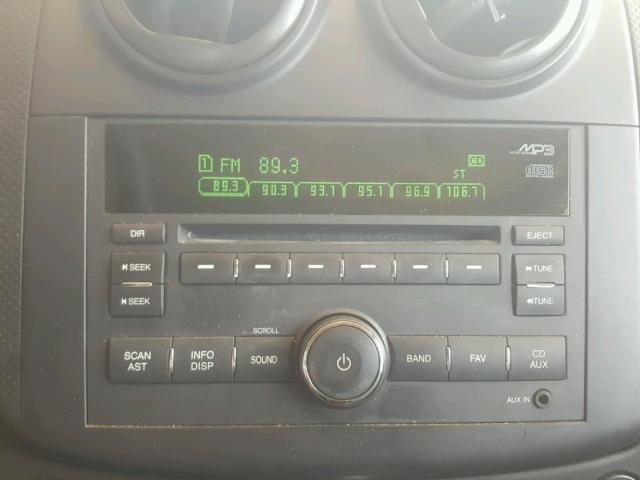 MP3
1 FM 89.3
CD
ST
89.3 90.3 93.1 95.1 96.9 106.7
disc
DIR
EJECT
SEEK
TUNE
SEEK
TUNE
SCROLL
SCAN AST
INFO DISP
SOUND
BAND
FAV
CD AUX
AUX IN